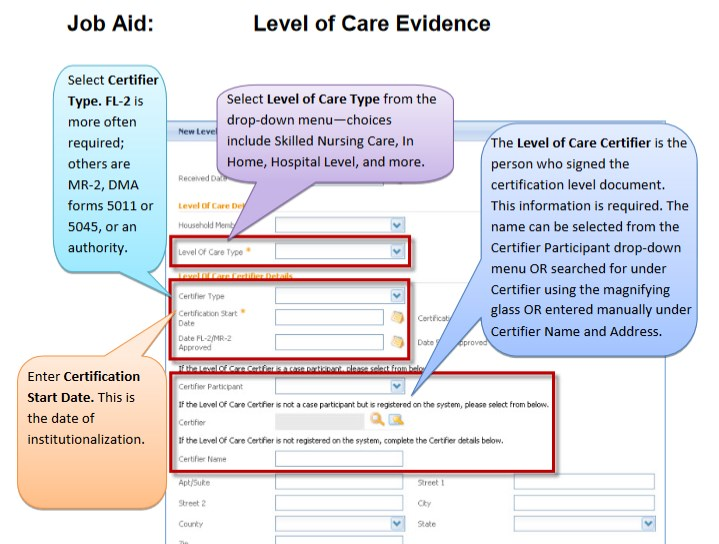 Job Aid: Level of Care Evidence
Select Certifier
Type. FL-2 is
more often
required;
others are
MR-2, DMA
forms 5011 or
5045, or an
authority.
Select Level of Care Type from the
drop-down menu—choices
include Skilled Nursing Care, In
Home, Hospital Level, and more.
The Level of Care Certifier is the
person who signed the
certification level document.
This information is required. The
name can be selected from the
Certifier Participant drop-down
menu OR searched for under
Certifier using the magnifying
glass OR entered manually under
Certifier Name and Address.
Enter Certification
Start Date. This is
the date of
institutionalization.
New Level
Received Date
Level Of Care
Household
Level Of Care Type *
Level Of Care Certifier Details
Certifier Type
Certification Start *
Date
Date FL-2/MR-2
Approved
Date
If the Level Of Care Certifier is a case participant, please select from below
Certifier Participant
If the Level Of Care Certifier is not a case participant but is registered on the system, please select from below.
Certifier
If the Level Of Care Certifier is not registered on the system, complete the Certifier details below.
Certifier Name
Apt/Suite Street 1
Street 2 City
County State
Zip